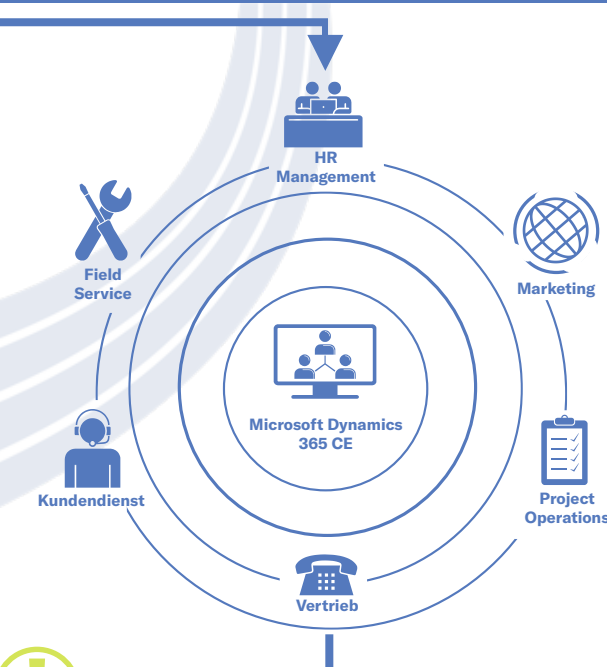 HR
Management
Field
Service
Marketing
Microsoft Dynamics
365 CE
Kundendienst
Project
Operations
Vertrieb